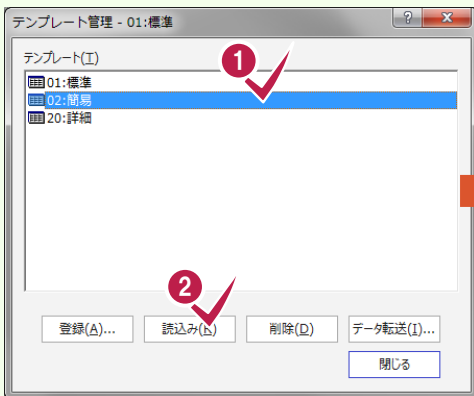 テンプレート管理 - 01:標準
テンプレート(T)
1
01:標準
02:簡易
20:詳細
2
登録(A)... 読込み(R) 削除(D) データ転送(I)...
閉じる